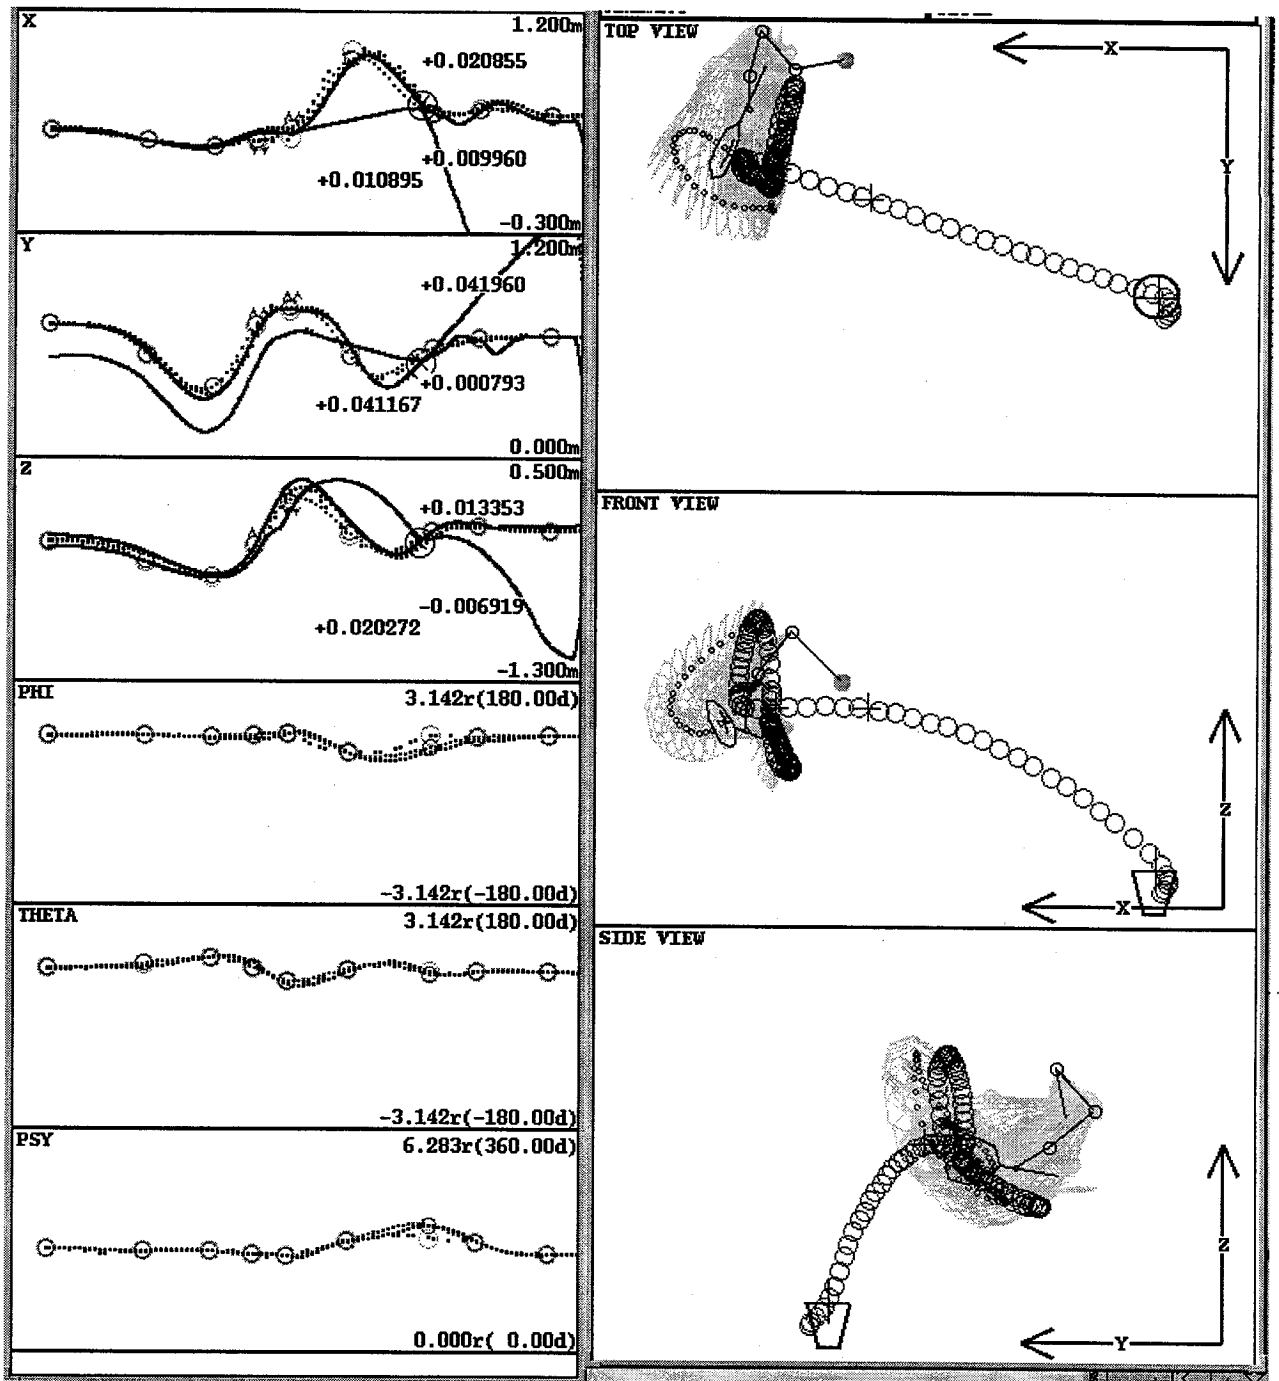 X
1.200m
+0.020855
+0.009960
+0.010895
-0.300m
Y
1.200m
+0.041960
+0.000793
+0.041167
0.000m
Z
0.500m
+0.013353
-0.006919
+0.020272
-1.300m
PHI
3.142r(180.00d)
-3.142r(-180.00d)
THETA
3.142r(180.00d)
-3.142r(-180.00d)
PSY
6.283r(360.00d)
0.000r( 0.00d)
TOP VIEW
X
Y
FRONT VIEW
Z
X
SIDE VIEW
Z
Y